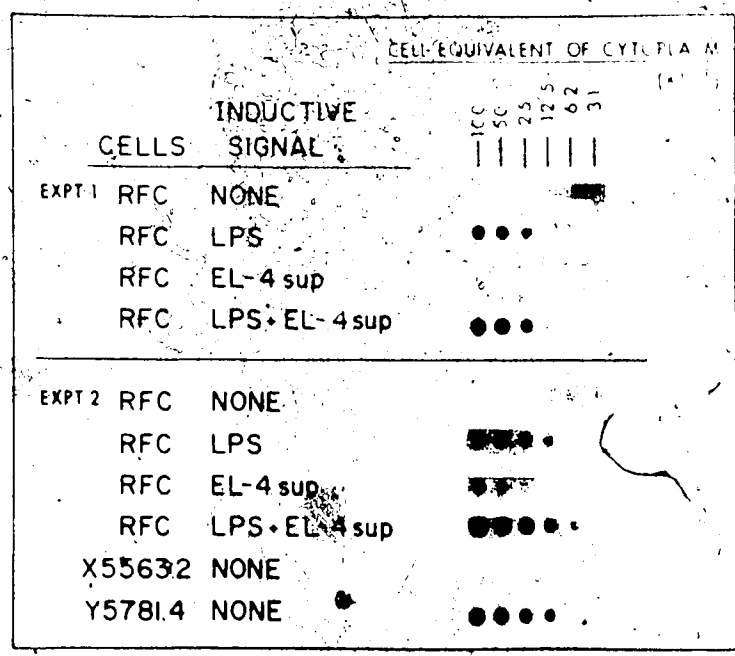 CELL EQUIVALENT OF CYTOPLA M
100 50 25 12.5 6.2 3.1
INDUCTIVE
CELLS SIGNAL
EXPT 1 RFC NONE
RFC LPS
RFC EL-4 sup
RFC LPS+EL-4 sup
EXPT 2 RFC NONE
RFC LPS
RFC EL-4 sup
RFC LPS+EL-4 sup
X5563.2 NONE
Y5781.4 NONE